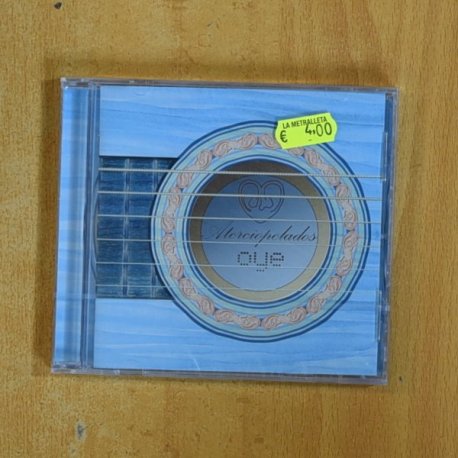 LA METRALLETA
€ 4,00
Aterciopelados
oye